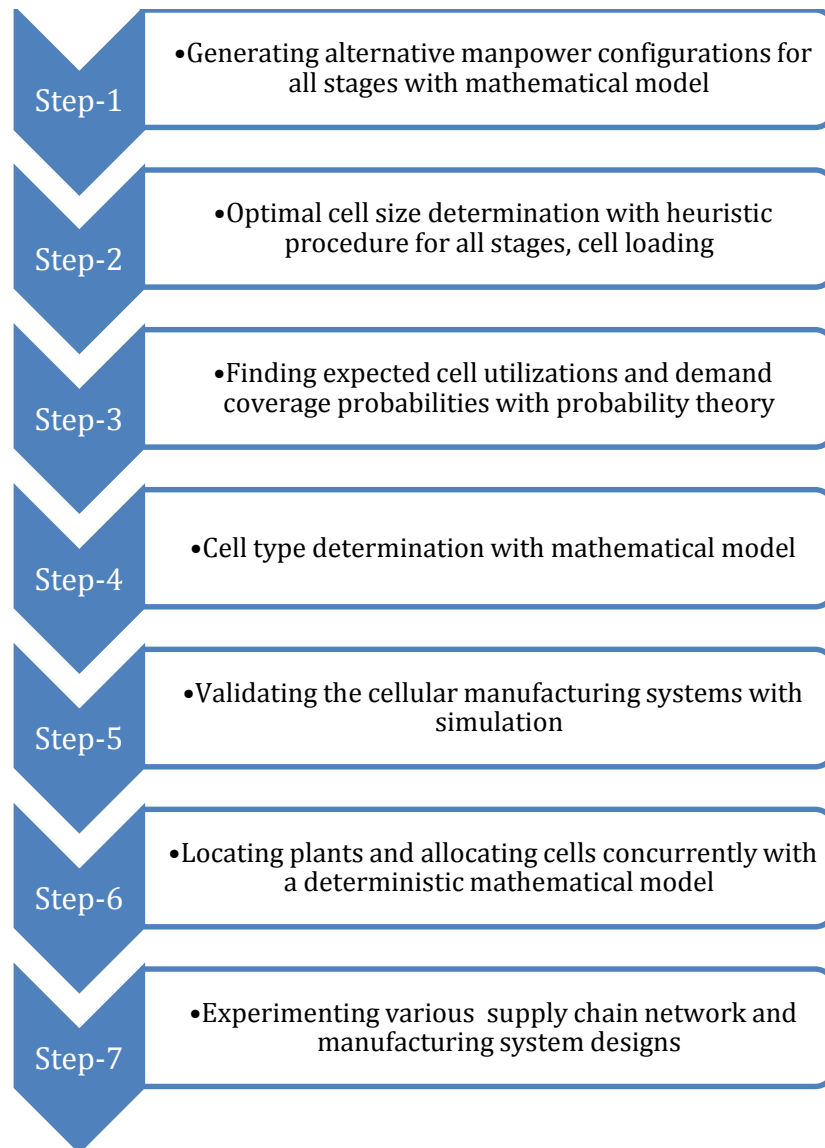 Step-1
•Generating alternative manpower configurations for
all stages with mathematical model
Step-2
•Optimal cell size determination with heuristic
procedure for all stages, cell loading
Step-3
•Finding expected cell utilizations and demand
coverage probabilities with probability theory
Step-4
•Cell type determination with mathematical model
Step-5
•Validating the cellular manufacturing systems with
simulation
Step-6
•Locating plants and allocating cells concurrently with
a deterministic mathematical model
Step-7
•Experimenting various  supply chain network and
manufacturing system designs